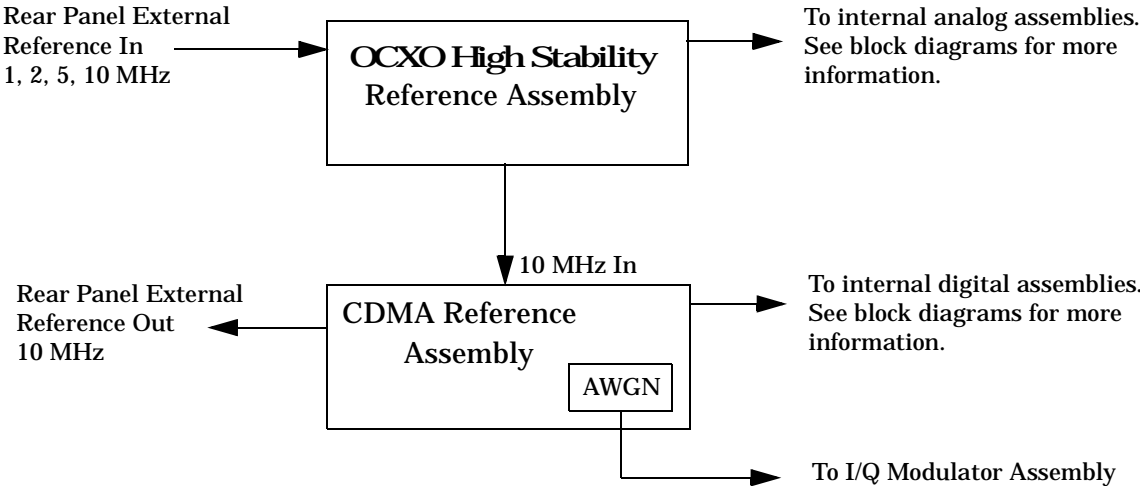 Rear Panel External
Reference In
1, 2, 5, 10 MHz
OCXO High Stability
Reference Assembly
To internal analog assemblies.
See block diagrams for more
information.
10 MHz In
Rear Panel External
Reference Out
10 MHz
CDMA Reference
Assembly
AWGN
To internal digital assemblies.
See block diagrams for more
information.
To I/Q Modulator Assembly